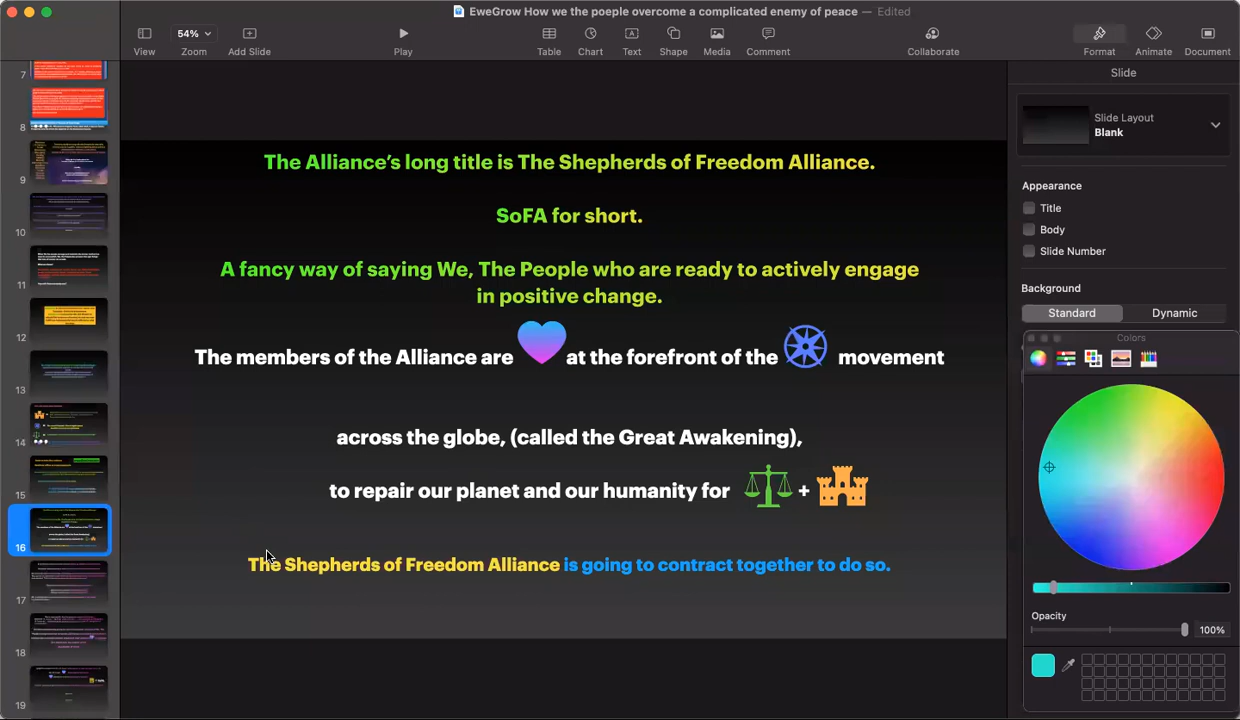 EweGrow How we the poeple overcome a complicated enemy of peace — Edited
54%
View
Zoom
Add Slide
Play
Table
Chart
Text
Shape
Media
Comment
Collaborate
Format
Animate
Document
Slide
Slide Layout
Blank
Appearance
Title
Body
Slide Number
Background
Standard
Dynamic
Colors
Opacity
100%
7
8
9
10
11
12
13
14
15
16
17
18
19
The Alliance's long title is The Shepherds of Freedom Alliance.
SoFA for short.
A fancy way of saying We, The People who are ready to actively engage
in positive change.
The members of the Alliance are at the forefront of the movement
across the globe, (called the Great Awakening),
to repair our planet and our humanity for +
The Shepherds of Freedom Alliance is going to contract together to do so.